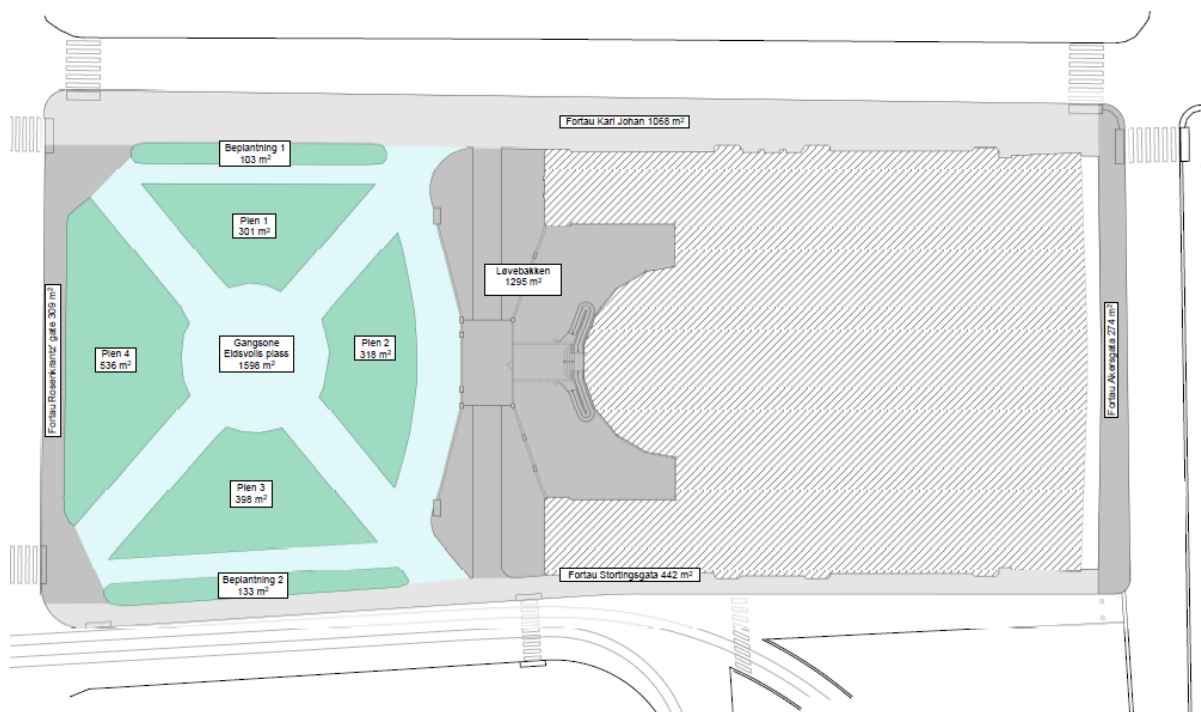 Fortau Karl Johan 1068 m²
Beplantning 1
103 m²
Plen 1
301 m²
Løvebakken
1295 m²
Fortau Rosenkrantz' gate 309 m²
Plen 4
536 m²
Gangsone
Eidsvolls plass
1598 m²
Plen 2
318 m²
Fortau Akersgata 274 m²
Plen 3
398 m²
Beplantning 2
133 m²
Fortau Stortingsgata 442 m²